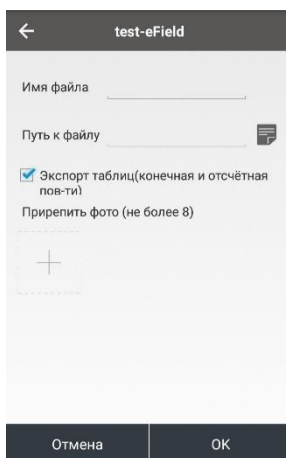 test-eField
Имя файла
Путь к файлу
Экспорт таблиц(конечная и отсчётная
пов-ти)
Прирепить фото (не более 8)
Отмена OK